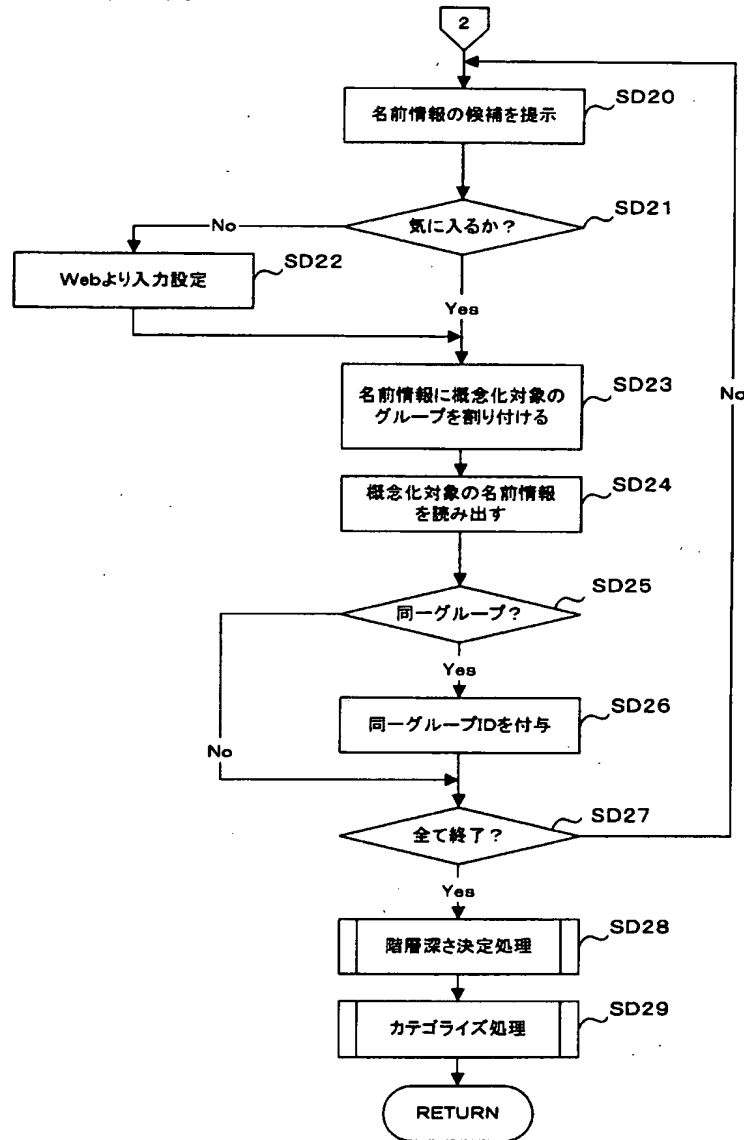 2
名前情報の候補を提示
SD20
気に入るか？
SD21
No
Webより入力設定
SD22
Yes
名前情報に概念化対象の
グループを割り付ける
SD23
No
概念化対象の名前情報
を読み出す
SD24
同一グループ？
SD25
Yes
同一グループIDを付与
SD26
No
全て終了？
SD27
Yes
階層深さ決定処理
SD28
カテゴライズ処理
SD29
RETURN